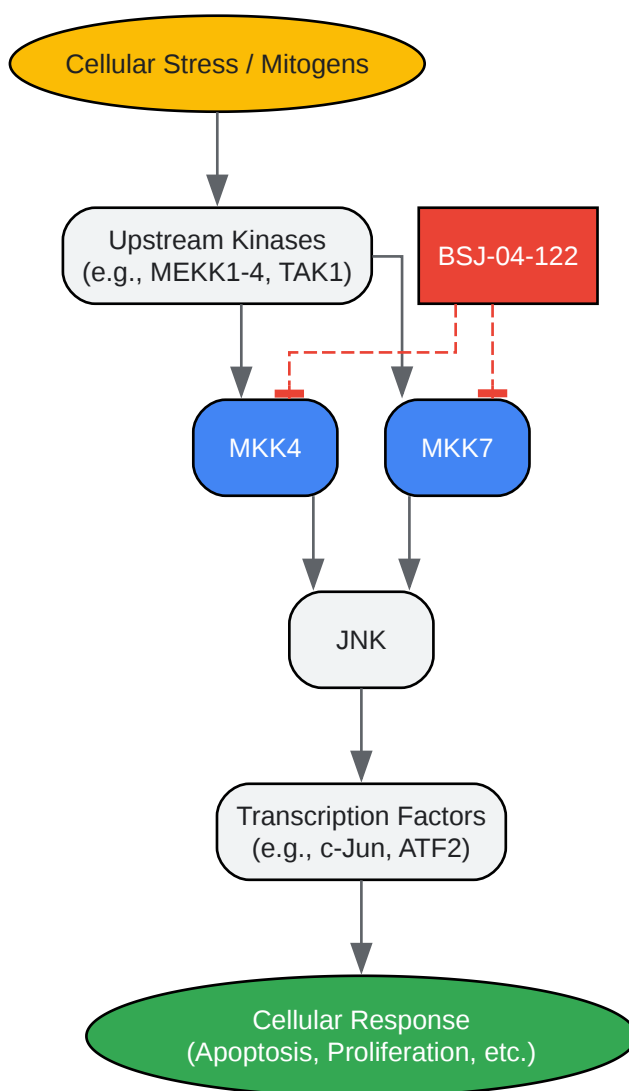 Cellular Stress / Mitogens
Upstream Kinases
(e.g., MEKK1-4, TAK1)
BSJ-04-122
MKK4
MKK7
JNK
Transcription Factors
(e.g., c-Jun, ATF2)
Cellular Response
(Apoptosis, Proliferation, etc.)